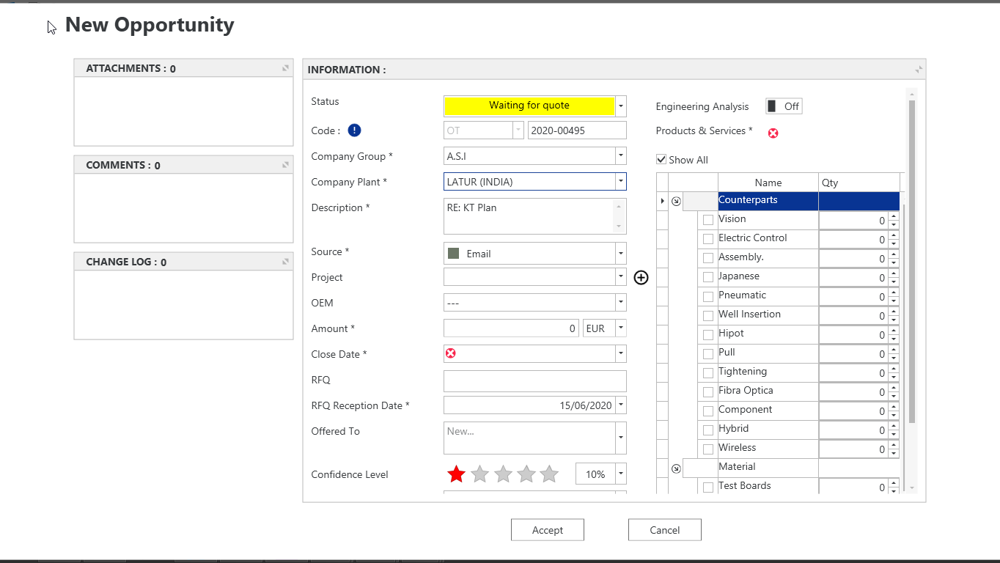 New Opportunity
ATTACHMENTS : 0
COMMENTS : 0
CHANGE LOG : 0
INFORMATION :
Status
Waiting for quote
Code : !
OT
2020-00495
Company Group *
A.S.I
Company Plant *
LATUR (INDIA)
Description *
RE: KT Plan
Source *
Email
Project
OEM
---
Amount *
0
EUR
Close Date *
RFQ
RFQ Reception Date *
15/06/2020
Offered To
New...
Confidence Level
10%
Engineering Analysis
Off
Products & Services *
Show All
Name Qty
Counterparts
Vision 0
Electric Control 0
Assembly. 0
Japanese 0
Pneumatic 0
Well Insertion 0
Hipot 0
Pull 0
Tightening 0
Fibra Optica 0
Component 0
Hybrid 0
Wireless 0
Material
Test Boards 0
Accept
Cancel